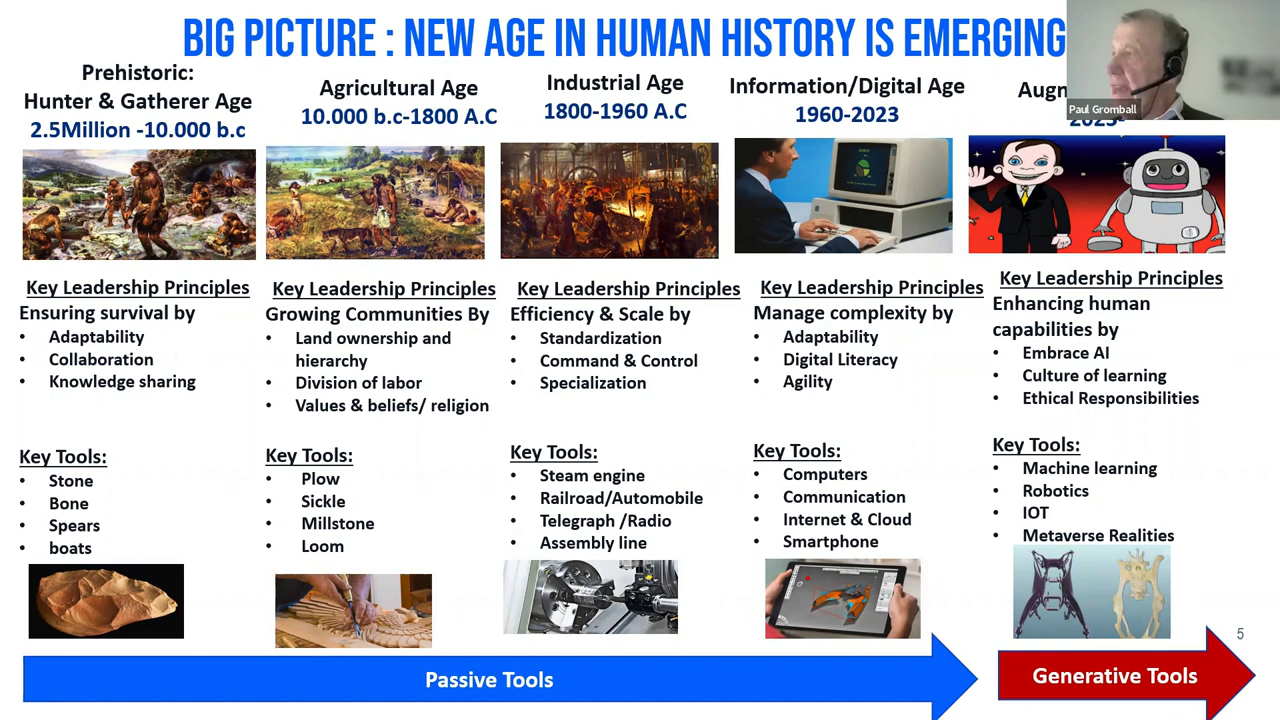 BIG PICTURE : NEW AGE IN HUMAN HISTORY IS EMERGING
Paul Gromball
Prehistoric:
Hunter & Gatherer Age
2.5Million -10.000 b.c
Key Leadership Principles
Ensuring survival by
• Adaptability
• Collaboration
• Knowledge sharing
Key Tools:
• Stone
• Bone
• Spears
• boats
Agricultural Age
10.000 b.c-1800 A.C
Key Leadership Principles
Growing Communities By
• Land ownership and
hierarchy
• Division of labor
• Values & beliefs/ religion
Key Tools:
• Plow
• Sickle
• Millstone
• Loom
Industrial Age
1800-1960 A.C
Key Leadership Principles
Efficiency & Scale by
• Standardization
• Command & Control
• Specialization
Key Tools:
• Steam engine
• Railroad/Automobile
• Telegraph /Radio
• Assembly line
Information/Digital Age
1960-2023
Key Leadership Principles
Manage complexity by
• Adaptability
• Digital Literacy
• Agility
Key Tools:
• Computers
• Communication
• Internet & Cloud
• Smartphone
Key Leadership Principles
Enhancing human
capabilities by
• Embrace AI
• Culture of learning
• Ethical Responsibilities
Key Tools:
• Machine learning
• Robotics
• IOT
• Metaverse Realities
5
Passive Tools
Generative Tools